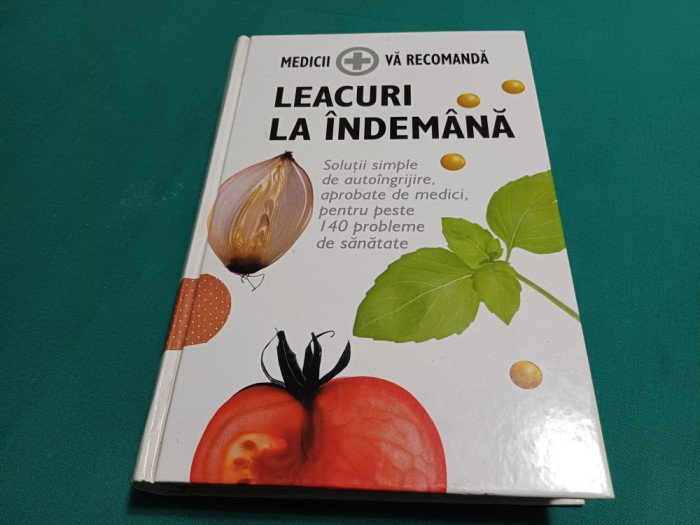 MEDICII VĂ RECOMANDĂ
LEACURI
LA ÎNDEMÂNĂ
Soluții simple
de autoîngrijire,
aprobate de medici,
pentru peste
140 probleme
de sănătate